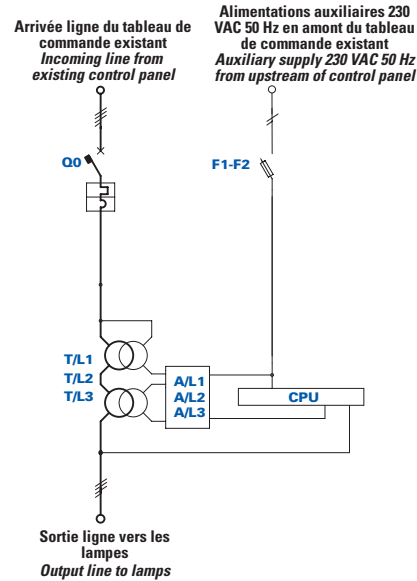 Arrivée ligne du tableau de
commande existant
Incoming line from
existing control panel
Alimentations auxiliaires 230
VAC 50 Hz en amont du tableau
de commande existant
Auxiliary supply 230 VAC 50 Hz
from upstream of control panel
Q0
F1-F2
T/L1
T/L2
T/L3
A/L1
A/L2
A/L3
CPU
Sortie ligne vers les
lampes
Output line to lamps